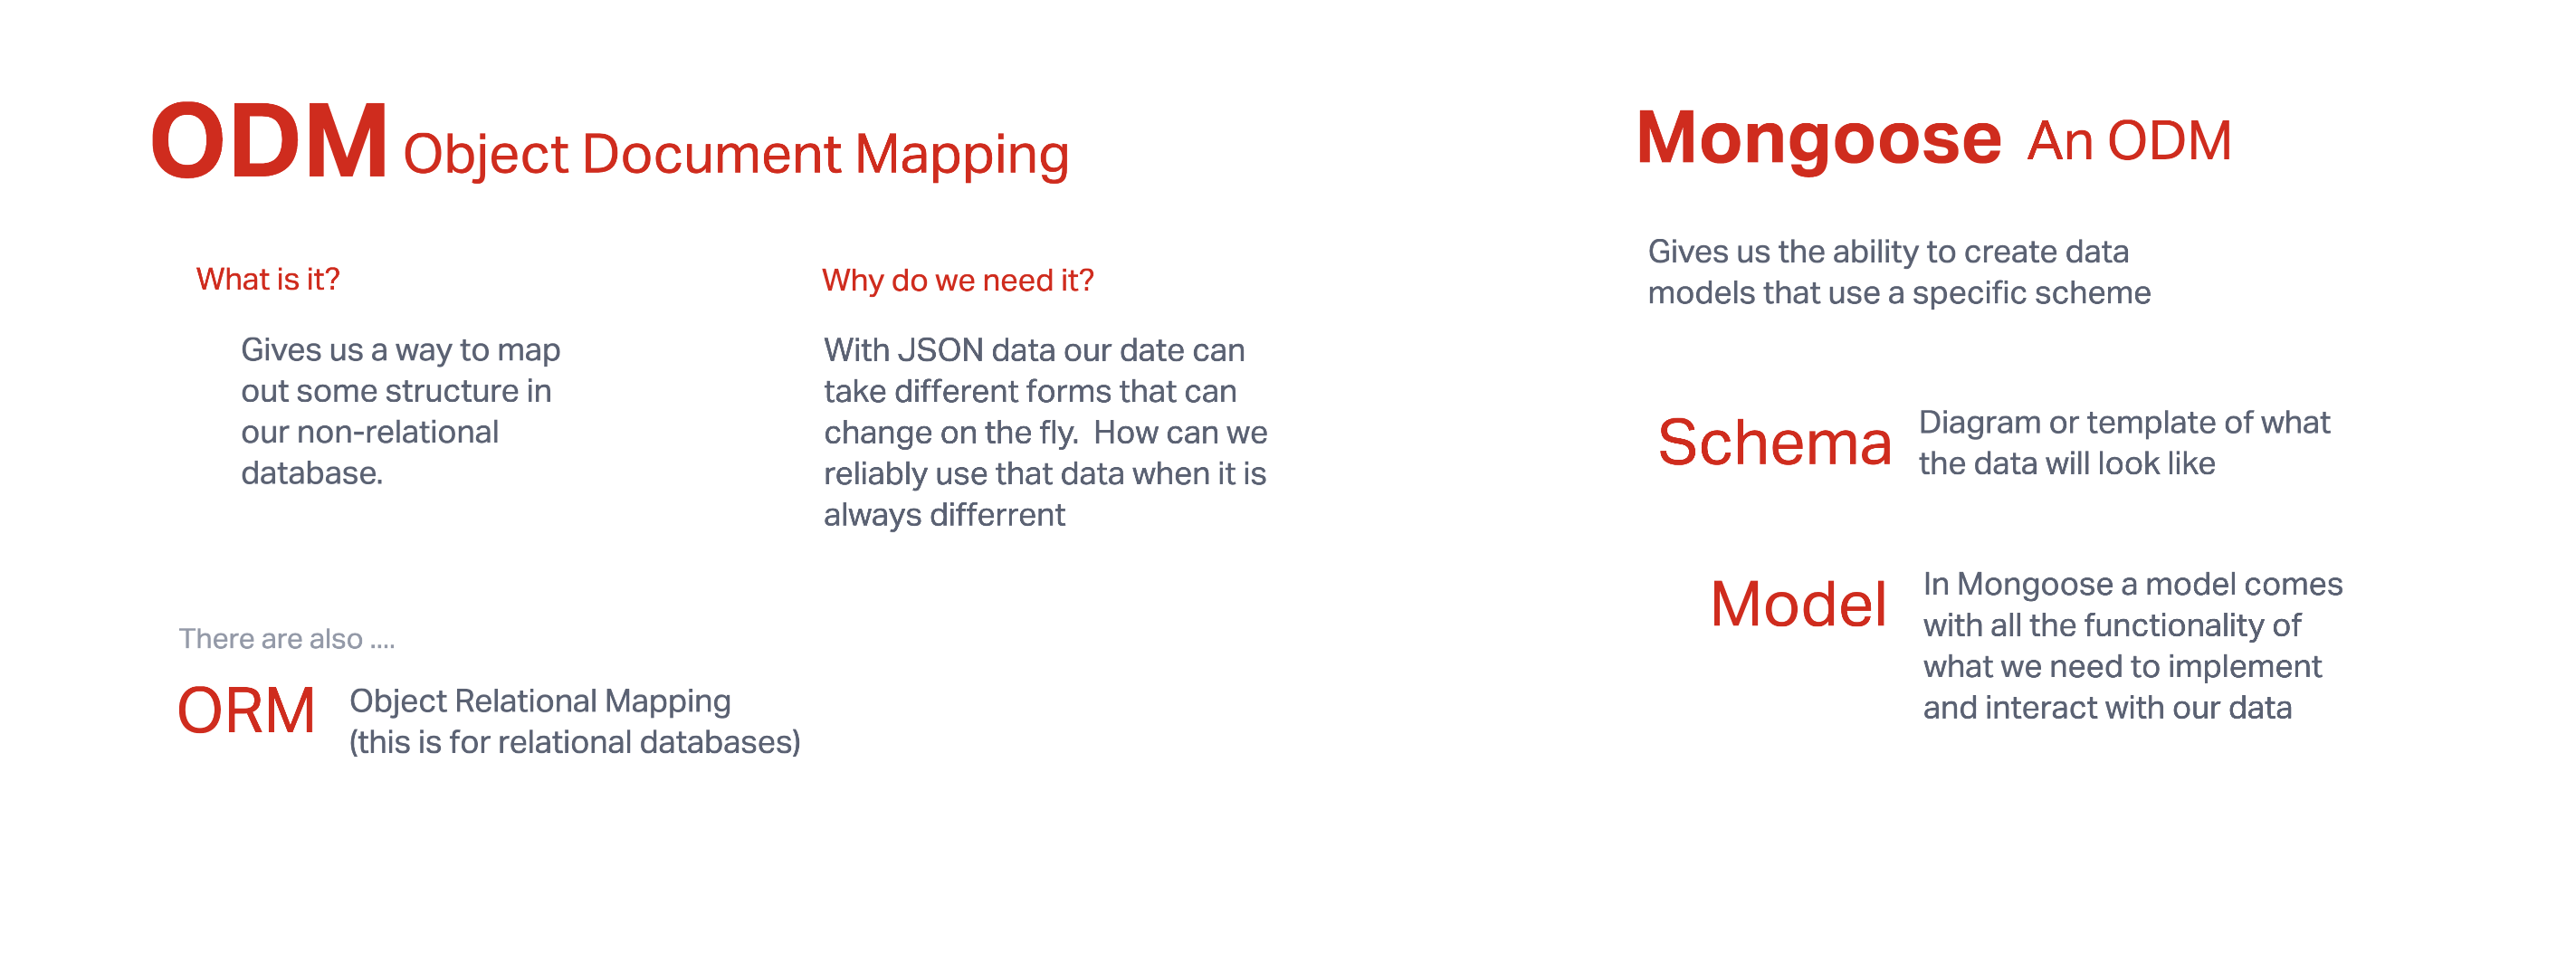 ODM Object Document Mapping
What is it?
Gives us a way to map
out some structure in
our non-relational
database.
Why do we need it?
With JSON data our date can
take different forms that can
change on the fly.  How can we
reliably use that data when it is
always differrent
There are also ....
ORM
Object Relational Mapping
(this is for relational databases)
Mongoose An ODM
Gives us the ability to create data
models that use a specific scheme
Schema
Diagram or template of what
the data will look like
Model
In Mongoose a model comes
with all the functionality of
what we need to implement
and interact with our data